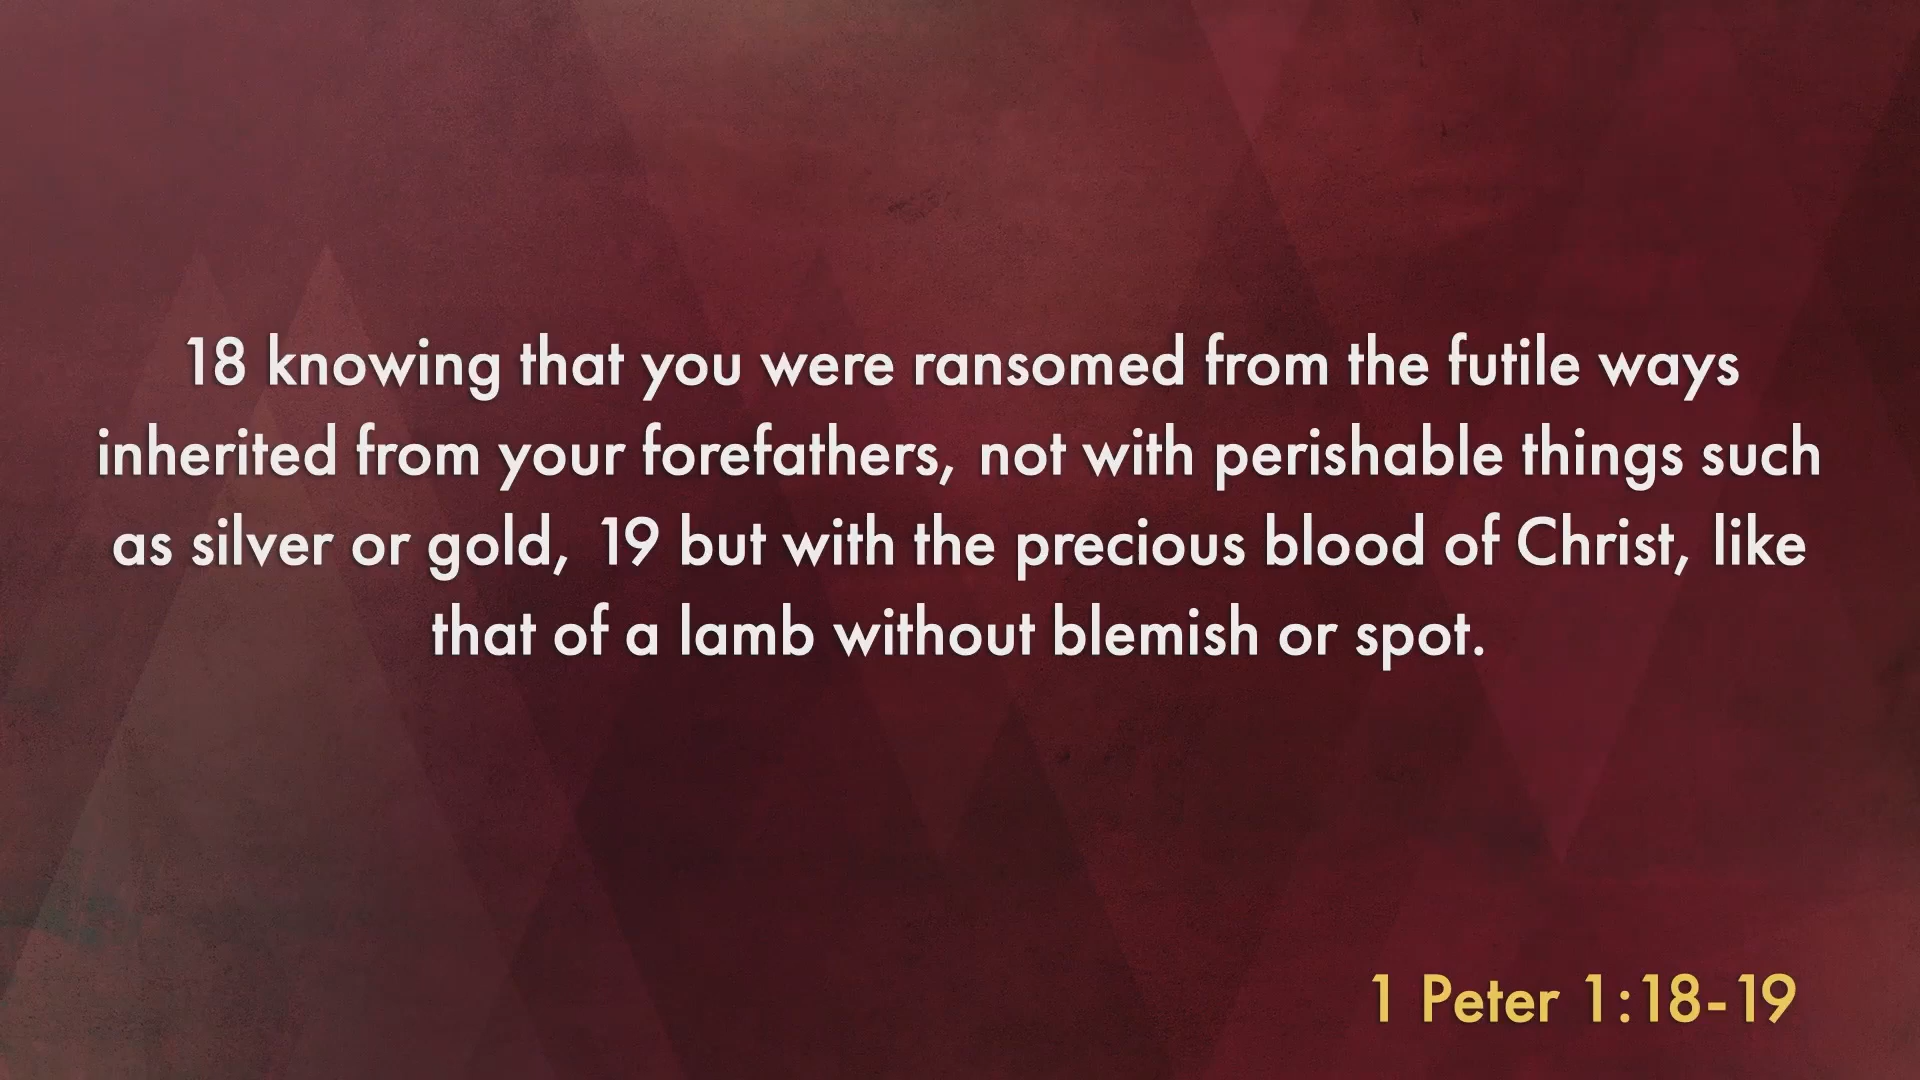 18 knowing that you were ransomed from the futile ways
inherited from your forefathers, not with perishable things such
as silver or gold, 19 but with the precious blood of Christ, like
that of a lamb without blemish or spot.
1 Peter 1:18-19